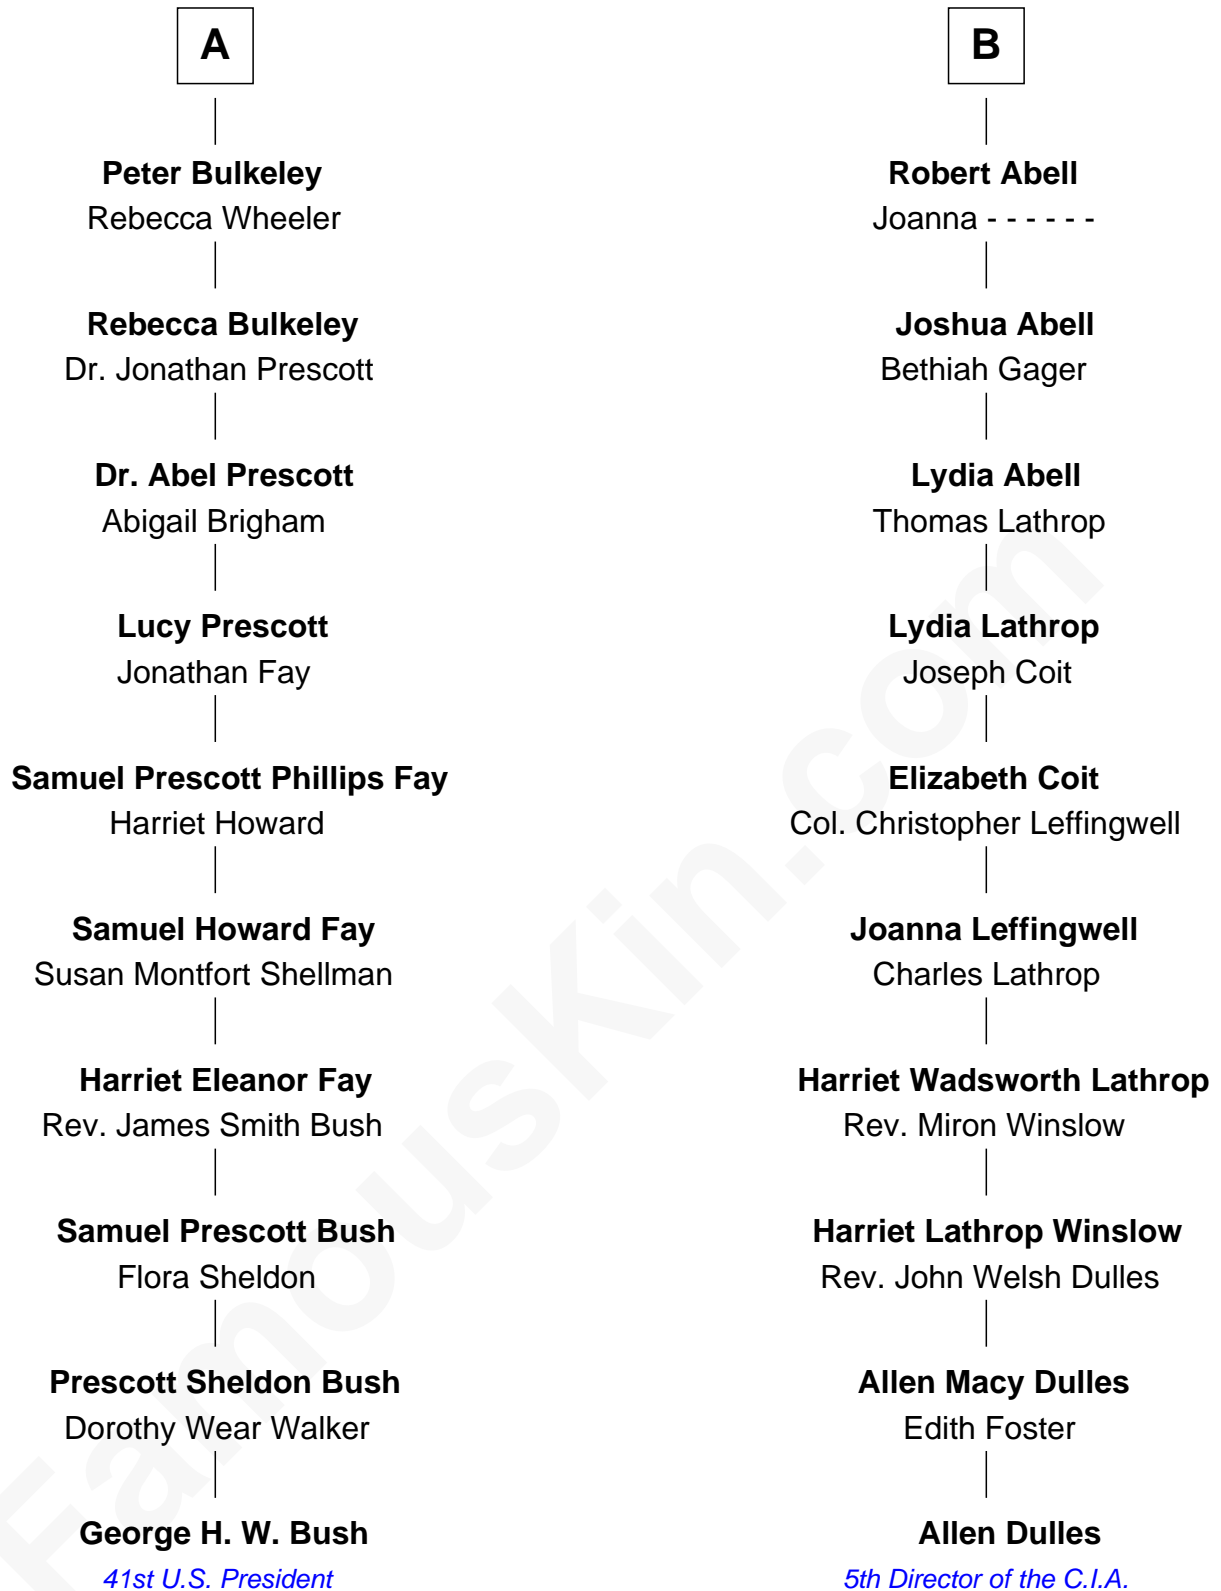 A
Peter Bulkeley
Rebecca Wheeler
Rebecca Bulkeley
Dr. Jonathan Prescott
Dr. Abel Prescott
Abigail Brigham
Lucy Prescott
Jonathan Fay
Samuel Prescott Phillips Fay
Harriet Howard
Samuel Howard Fay
Susan Montfort Shellman
Harriet Eleanor Fay
Rev. James Smith Bush
Samuel Prescott Bush
Flora Sheldon
Prescott Sheldon Bush
Dorothy Wear Walker
George H. W. Bush
41st U.S. President
B
Robert Abell
Joanna - - - - - -
Joshua Abell
Bethiah Gager
Lydia Abell
Thomas Lathrop
Lydia Lathrop
Joseph Coit
Elizabeth Coit
Col. Christopher Leffingwell
Joanna Leffingwell
Charles Lathrop
Harriet Wadsworth Lathrop
Rev. Miron Winslow
Harriet Lathrop Winslow
Rev. John Welsh Dulles
Allen Macy Dulles
Edith Foster
Allen Dulles
5th Director of the C.I.A.
FamousKin.com